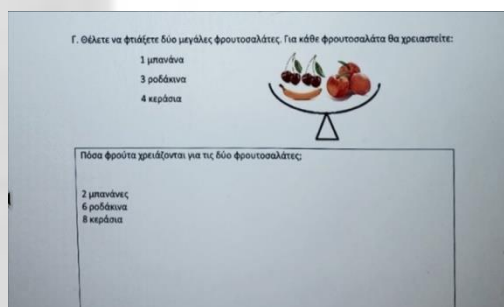 Γ. Θέλετε να φτιάξετε δύο μεγάλες φρουτοσαλάτες. Για κάθε φρουτοσαλάτα θα χρειαστείτε:
1 μπανάνα
3 ροδάκινα
4 κεράσια
Πόσα φρούτα χρειάζονται για τις δύο φρουτοσαλάτες;
2 μπανάνες
6 ροδάκινα
8 κεράσια